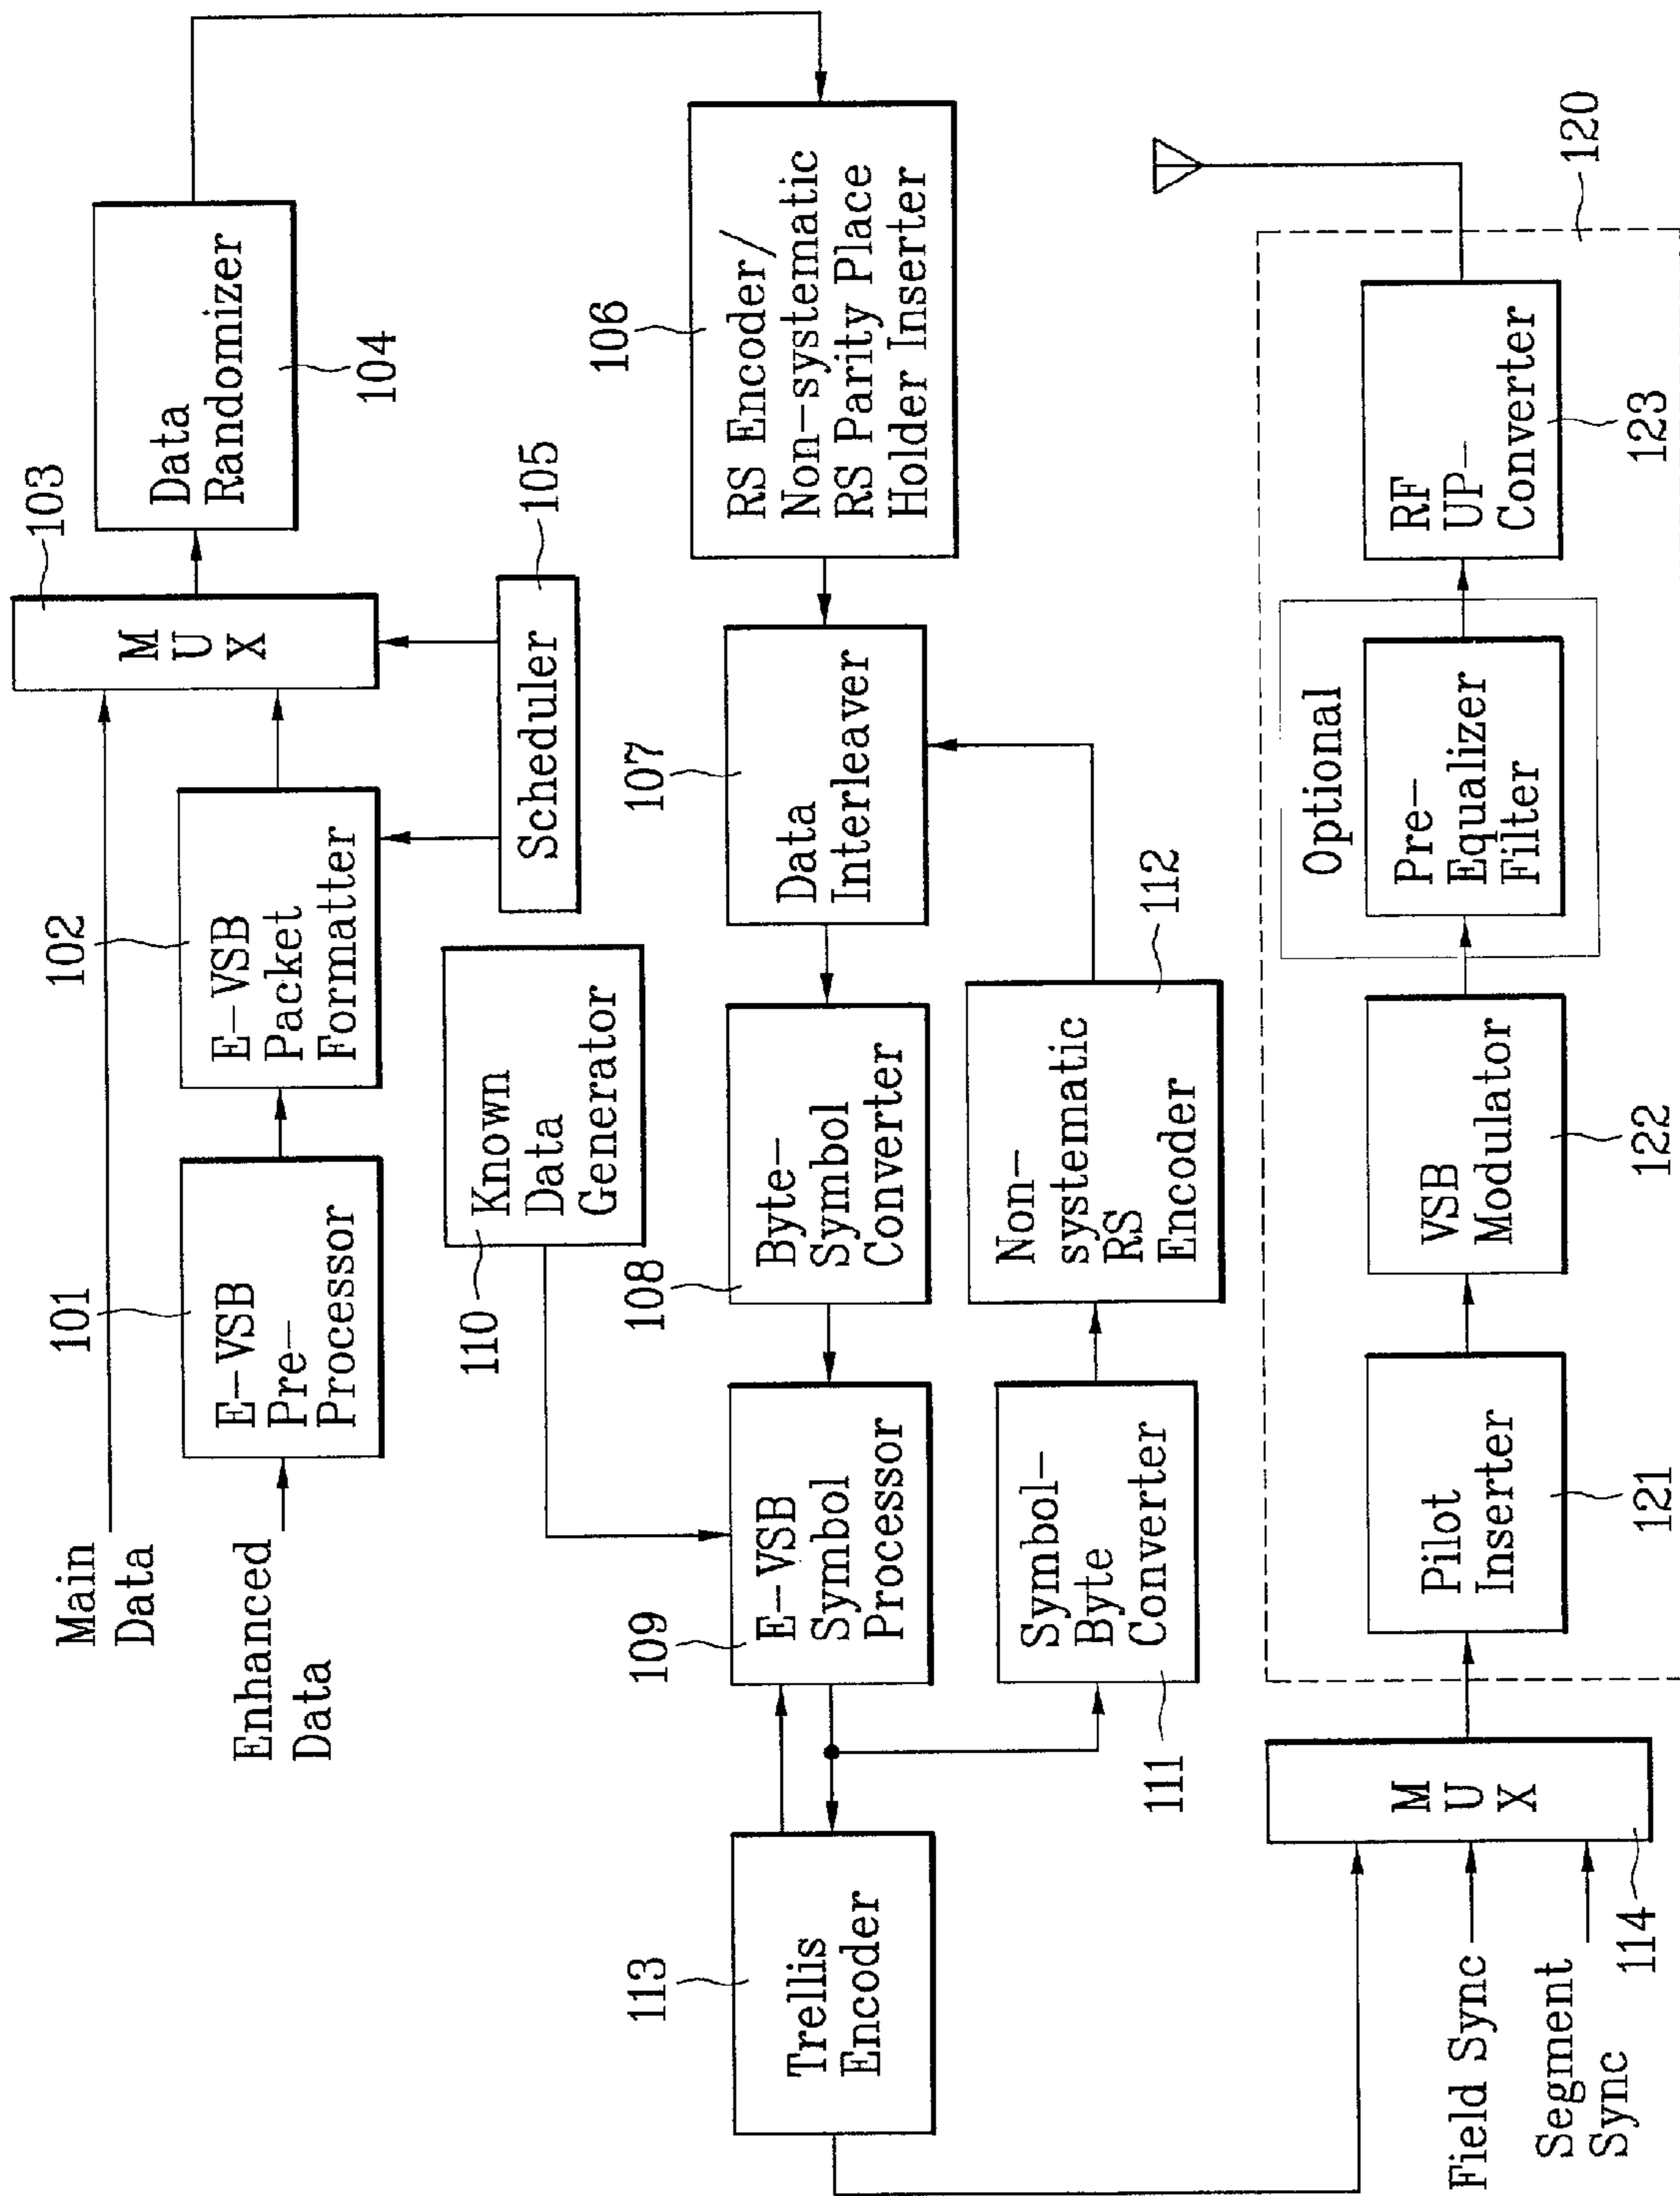 Main
Data
Enhanced
Data
101
E-VSB
Pre-
Processor
102
E-VSB
Packet
Formatter
103
M
U
X
Data
Randomizer
104
Scheduler
105
110
Known
Data
Generator
106
RS Encoder/
Non-systematic
RS Parity Place
Holder Inserter
107
Data
Interleaver
108
Byte-
Symbol
Converter
109
E-VSB
Symbol
Processor
113
Trellis
Encoder
111
Symbol-
Byte
Converter
112
Non-
systematic
RS
Encoder
Field Sync
Segment
Sync
M
U
X
114
Pilot
Inserter
121
VSB
Modulator
122
Optional
Pre-
Equalizer
Filter
RF
UP-
Converter
123
120